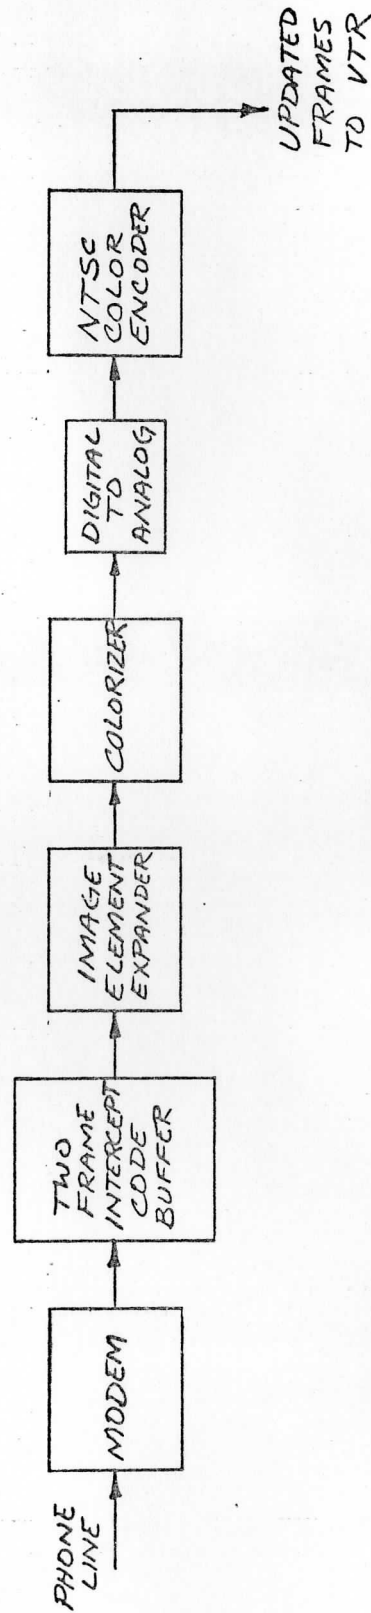 PHONE
LINE
MODEM
TWO
FRAME
INTERCEPT
CODE
BUFFER
IMAGE
ELEMENT
EXPANDER
COLORIZER
DIGITAL
TO
ANALOG
NTSC
COLOR
ENCODER
UPDATED
FRAMES
TO VTR